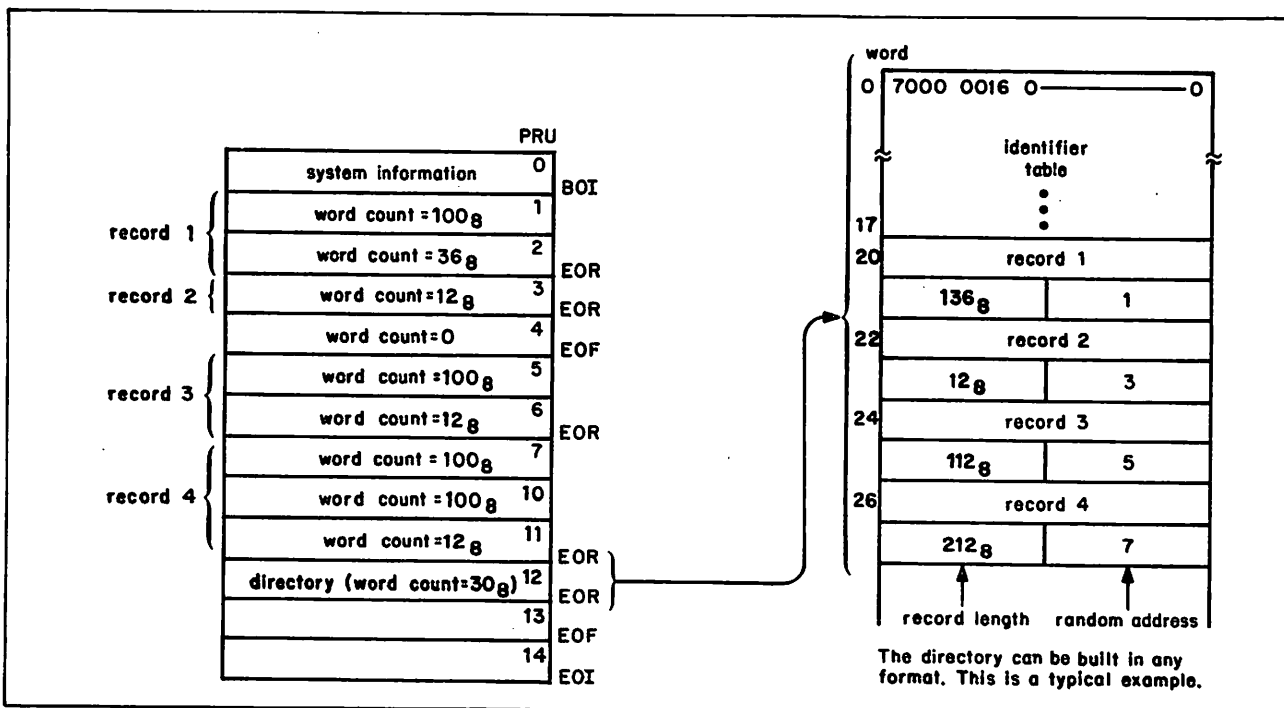 PRU
system information 0
BOI
record 1
word count = 100₈ 1
word count = 36₈ 2
EOR
record 2
word count = 12₈ 3
EOR
word count = 0 4
EOF
record 3
word count = 100₈ 5
word count = 12₈ 6
EOR
record 4
word count = 100₈ 7
word count = 100₈ 10
word count = 12₈ 11
EOR
directory (word count = 30₈) 12
EOR
13
EOF
14
EOI
word
0 7000 0016 0 0
identifier
table
17
20 record 1
136₈ 1
22 record 2
12₈ 3
24 record 3
112₈ 5
26 record 4
212₈ 7
record length random address
The directory can be built in any
format. This is a typical example.